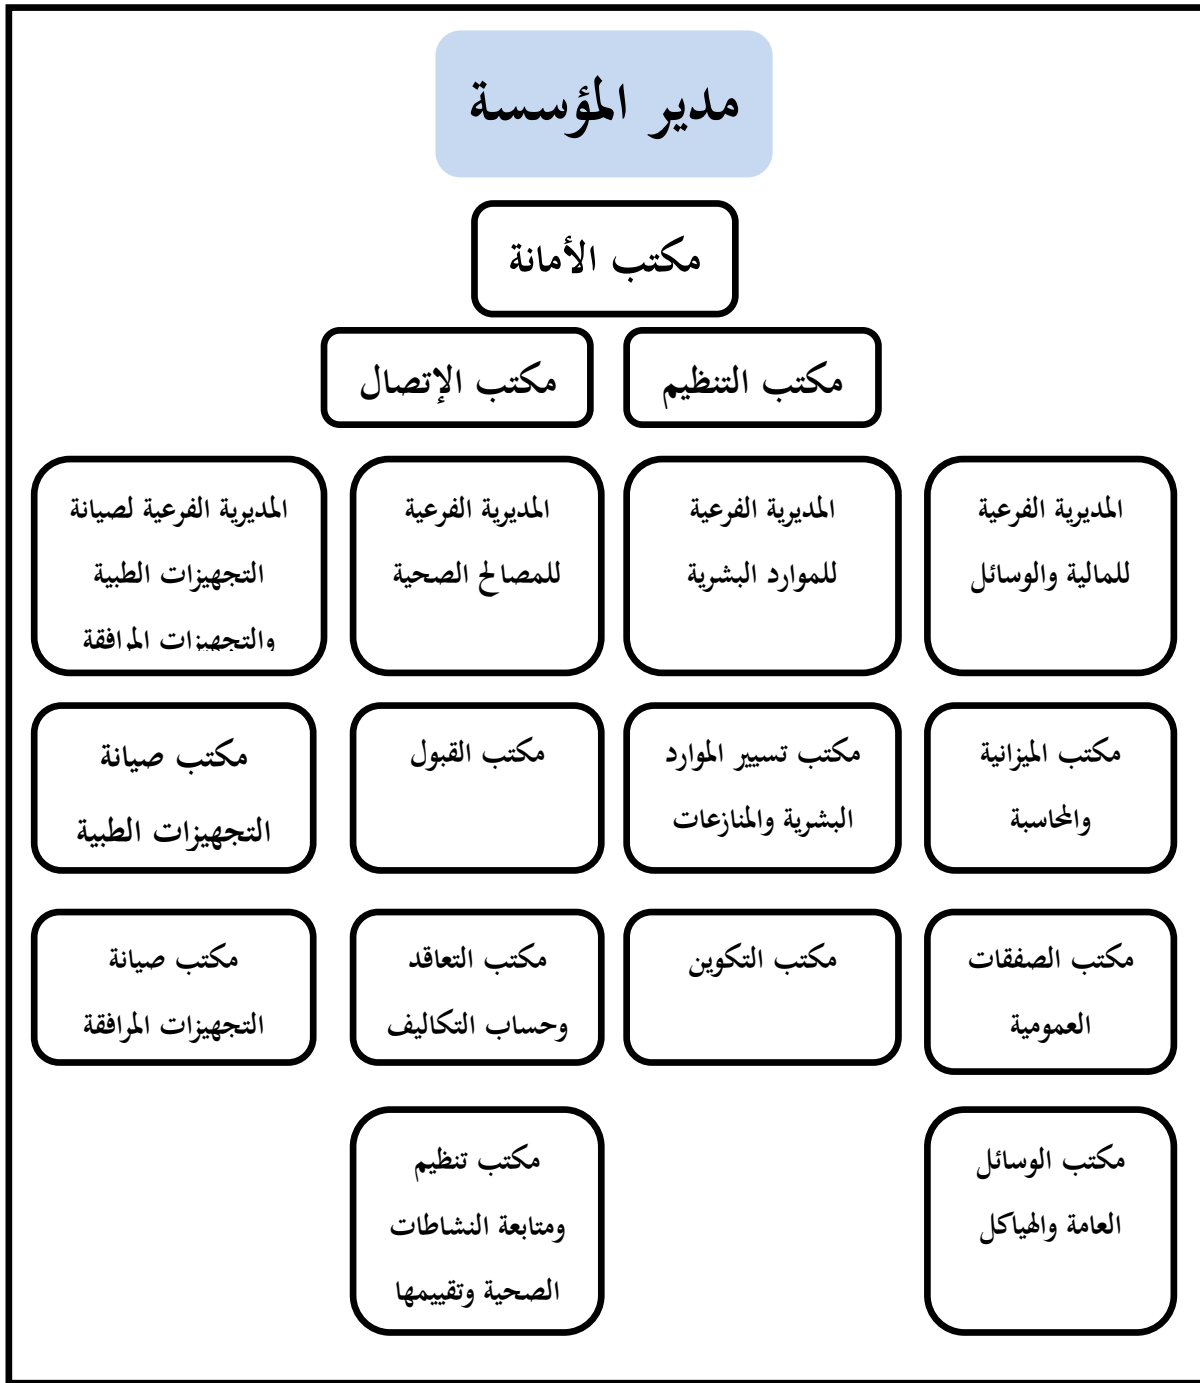 مدير المؤسسة
مكتب الأمانة
مكتب التنظيم
مكتب الإتصال
المديرية الفرعية
للمالية والوسائل
المديرية الفرعية
للموارد البشرية
المديرية الفرعية
للمصالح الصحية
المديرية الفرعية لصيانة
التجهيزات الطبية
والتجهيزات المرافقة
مكتب الميزانية
والمحاسبة
مكتب تسيير الموارد
البشرية والمنازعات
مكتب القبول
مكتب صيانة
التجهيزات الطبية
مكتب الصفقات
العمومية
مكتب التكوين
مكتب التعاقد
وحساب التكاليف
مكتب صيانة
التجهيزات المرافقة
مكتب الوسائل
العامة والهياكل
مكتب تنظيم
ومتابعة النشاطات
الصحية وتقييمها